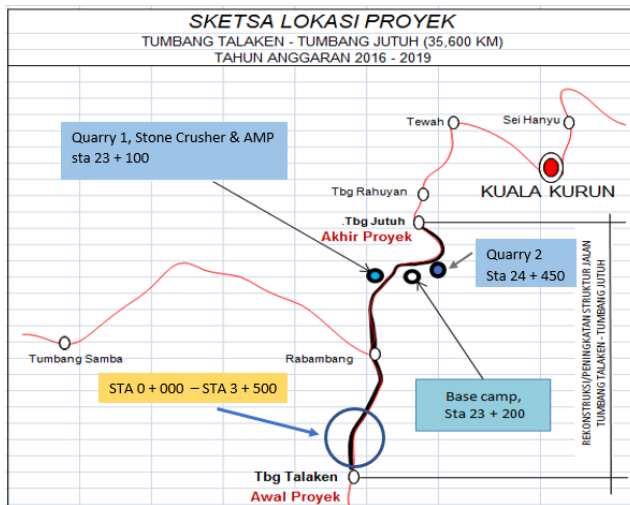 SKETSA LOKASI PROYEK
TUMBANG TALAKEN - TUMBANG JUTUH (35,600 KM)
TAHUN ANGGARAN 2016 - 2019
Quarry 1, Stone Crusher & AMP
sta 23 + 100
Tewah
Sei Hanyu
Tbg Rahuyan
KUALA KURUN
.Tbg Jutuh
Akhir Proyek
Quarry 2
Sta 24 + 450
Tumbang Samba
Rabambang
STA 0 + 000 – STA 3 + 500
Base camp,
Sta 23 + 200
REKONSTRUKSI/PENINGKATAN STRUKTUR JALAN
TUMBANG TALAKEN - TUMBANG JUTUH
Tbg Talaken
Awal Proyek